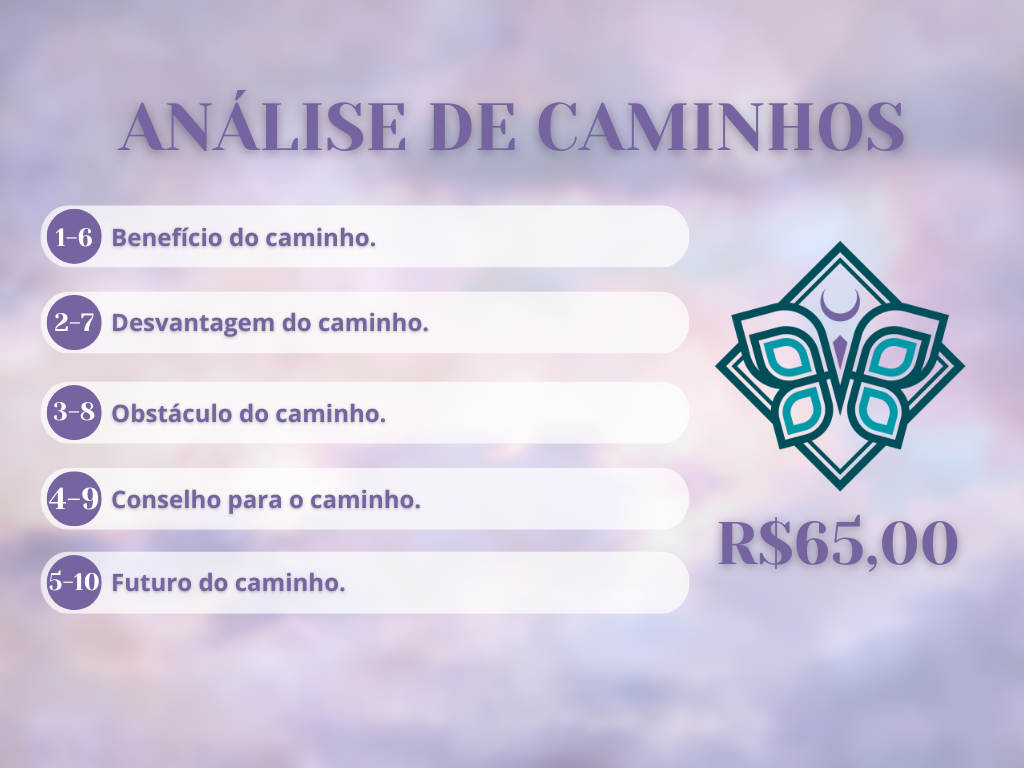 ANÁLISE DE CAMINHOS
1-6 Benefício do caminho.
2-7 Desvantagem do caminho.
3-8 Obstáculo do caminho.
4-9 Conselho para o caminho.
5-10 Futuro do caminho.
R$65,00